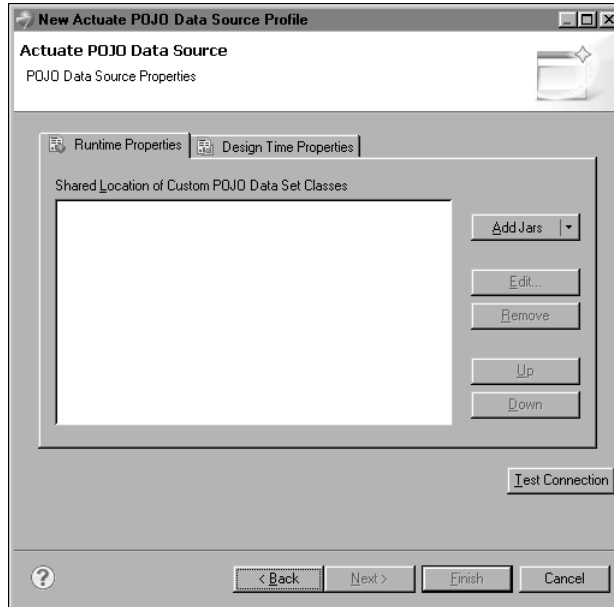 New Actuate POJO Data Source Profile
Actuate POJO Data Source
POJO Data Source Properties
Runtime Properties
Design Time Properties
Shared Location of Custom POJO Data Set Classes
Add Jars
Edit...
Remove
Up
Down
Test Connection
?
< Back
Next >
Finish
Cancel